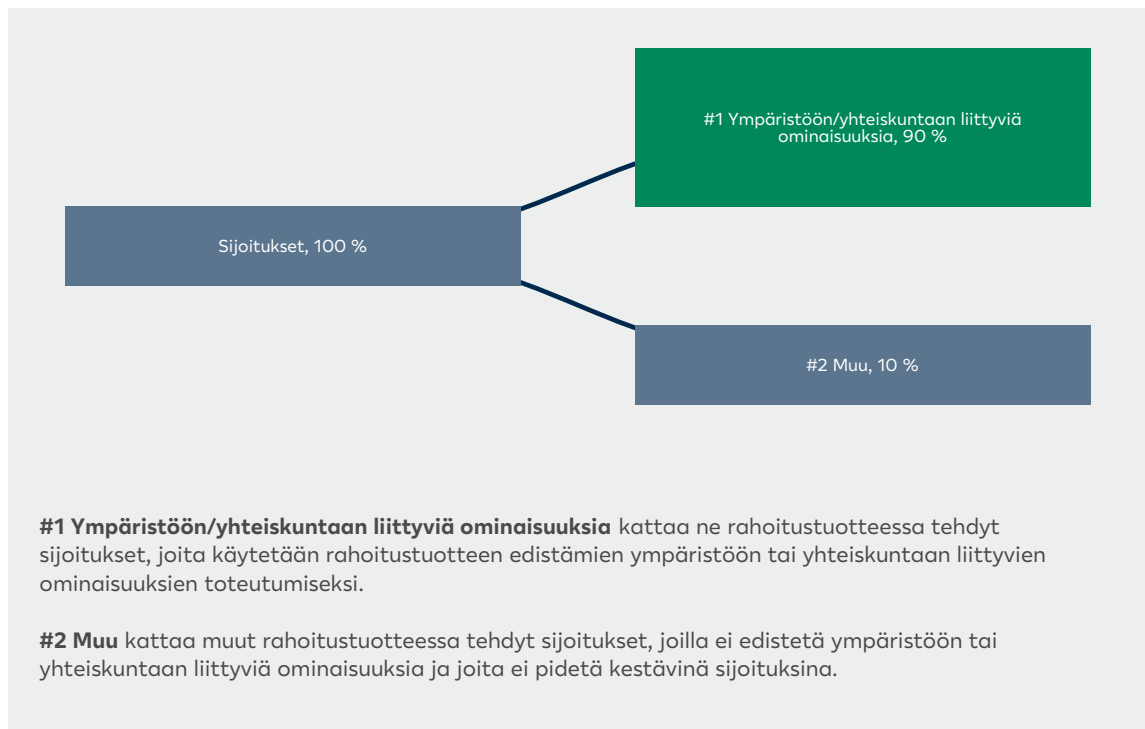 #1 Ympäristöön/yhteiskuntaan liittyviä
ominaisuuksia, 90 %
Sijoitukset, 100 %
#2 Muu, 10 %
#1 Ympäristöön/yhteiskuntaan liittyviä ominaisuuksia kattaa ne rahoitustuotteessa tehdyt
sijoitukset, joita käytetään rahoitustuotteen edistämien ympäristöön tai yhteiskuntaan liittyvien
ominaisuuksien toteutumiseksi.
#2 Muu kattaa muut rahoitustuotteessa tehdyt sijoitukset, joilla ei edistetä ympäristöön tai
yhteiskuntaan liittyviä ominaisuuksia ja joita ei pidetä kestävinä sijoituksina.